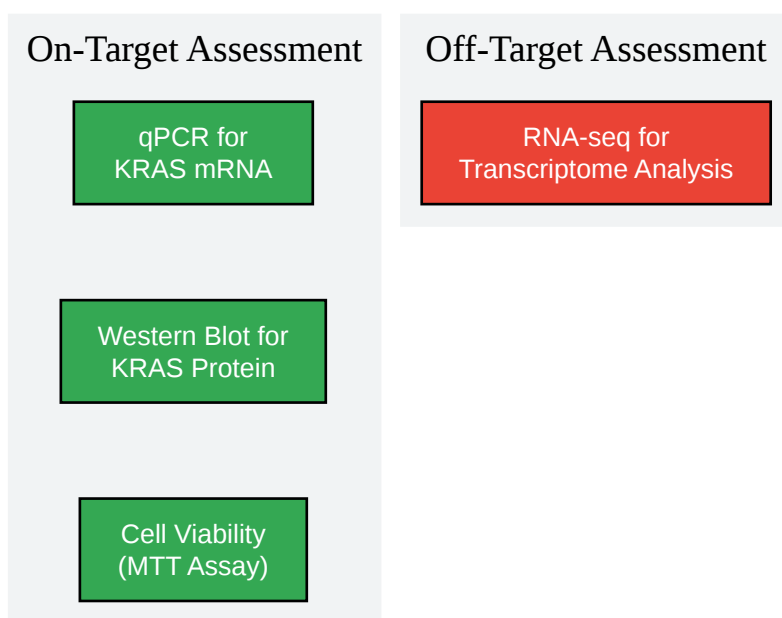 On-Target Assessment
qPCR for
KRAS mRNA
Western Blot for
KRAS Protein
Cell Viability
(MTT Assay)
Off-Target Assessment
RNA-seq for
Transcriptome Analysis